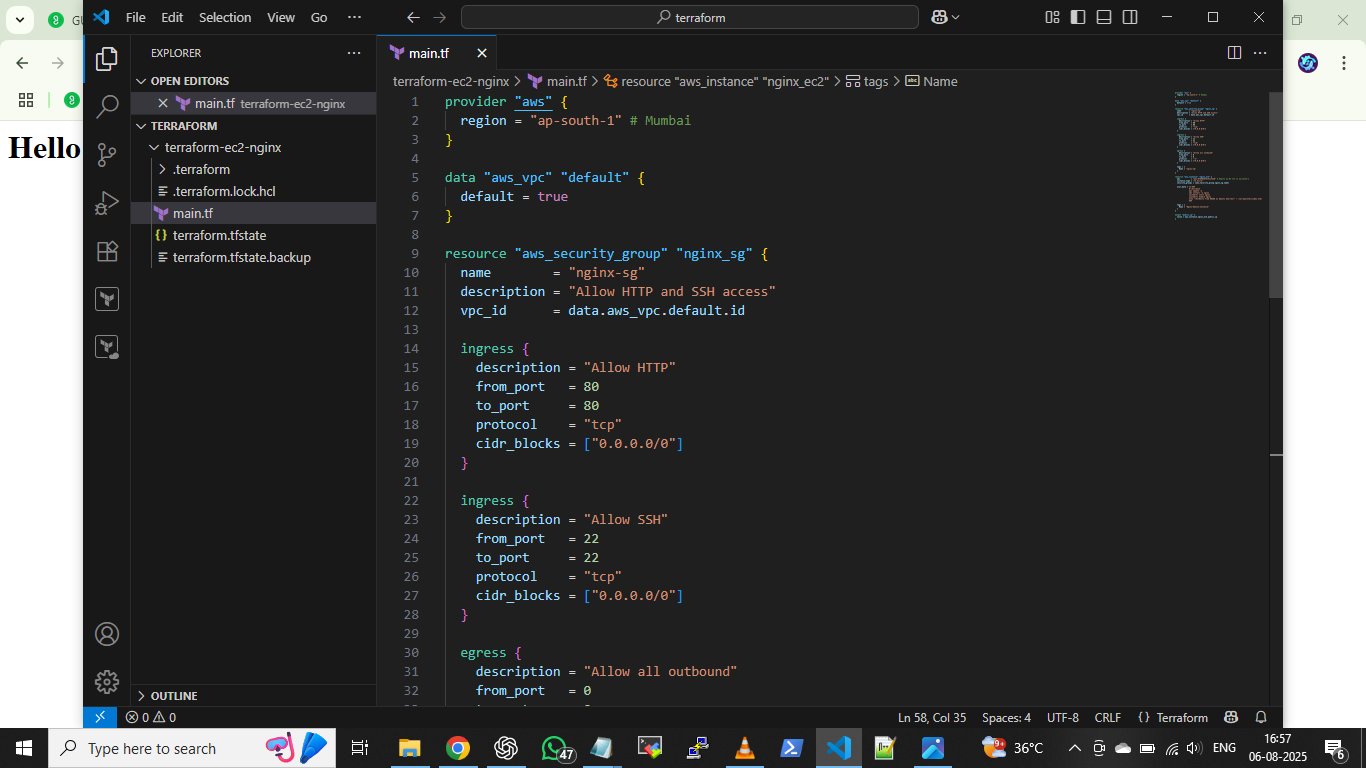 File Edit Selection View Go ··· terraform
GU
EXPLORER ···
OPEN EDITORS
main.tf terraform-ec2-nginx
TERRAFORM
terraform-ec2-nginx
.terraform
.terraform.lock.hcl
main.tf
terraform.tfstate
terraform.tfstate.backup
OUTLINE
Hello
main.tf
terraform-ec2-nginx > main.tf > resource "aws_instance" "nginx_ec2" > tags > Name
1 provider "aws" {
2 region = "ap-south-1" # Mumbai
3 }
4
5 data "aws_vpc" "default" {
6 default = true
7 }
8
9 resource "aws_security_group" "nginx_sg" {
10 name = "nginx-sg"
11 description = "Allow HTTP and SSH access"
12 vpc_id = data.aws_vpc.default.id
13
14 ingress {
15 description = "Allow HTTP"
16 from_port = 80
17 to_port = 80
18 protocol = "tcp"
19 cidr_blocks = ["0.0.0.0/0"]
20 }
21
22 ingress {
23 description = "Allow SSH"
24 from_port = 22
25 to_port = 22
26 protocol = "tcp"
27 cidr_blocks = ["0.0.0.0/0"]
28 }
29
30 egress {
31 description = "Allow all outbound"
32 from_port = 0
0 0 Ln 58, Col 35 Spaces: 4 UTF-8 CRLF {} Terraform
Type here to search 47 36°C ENG 16:57
06-08-2025 6